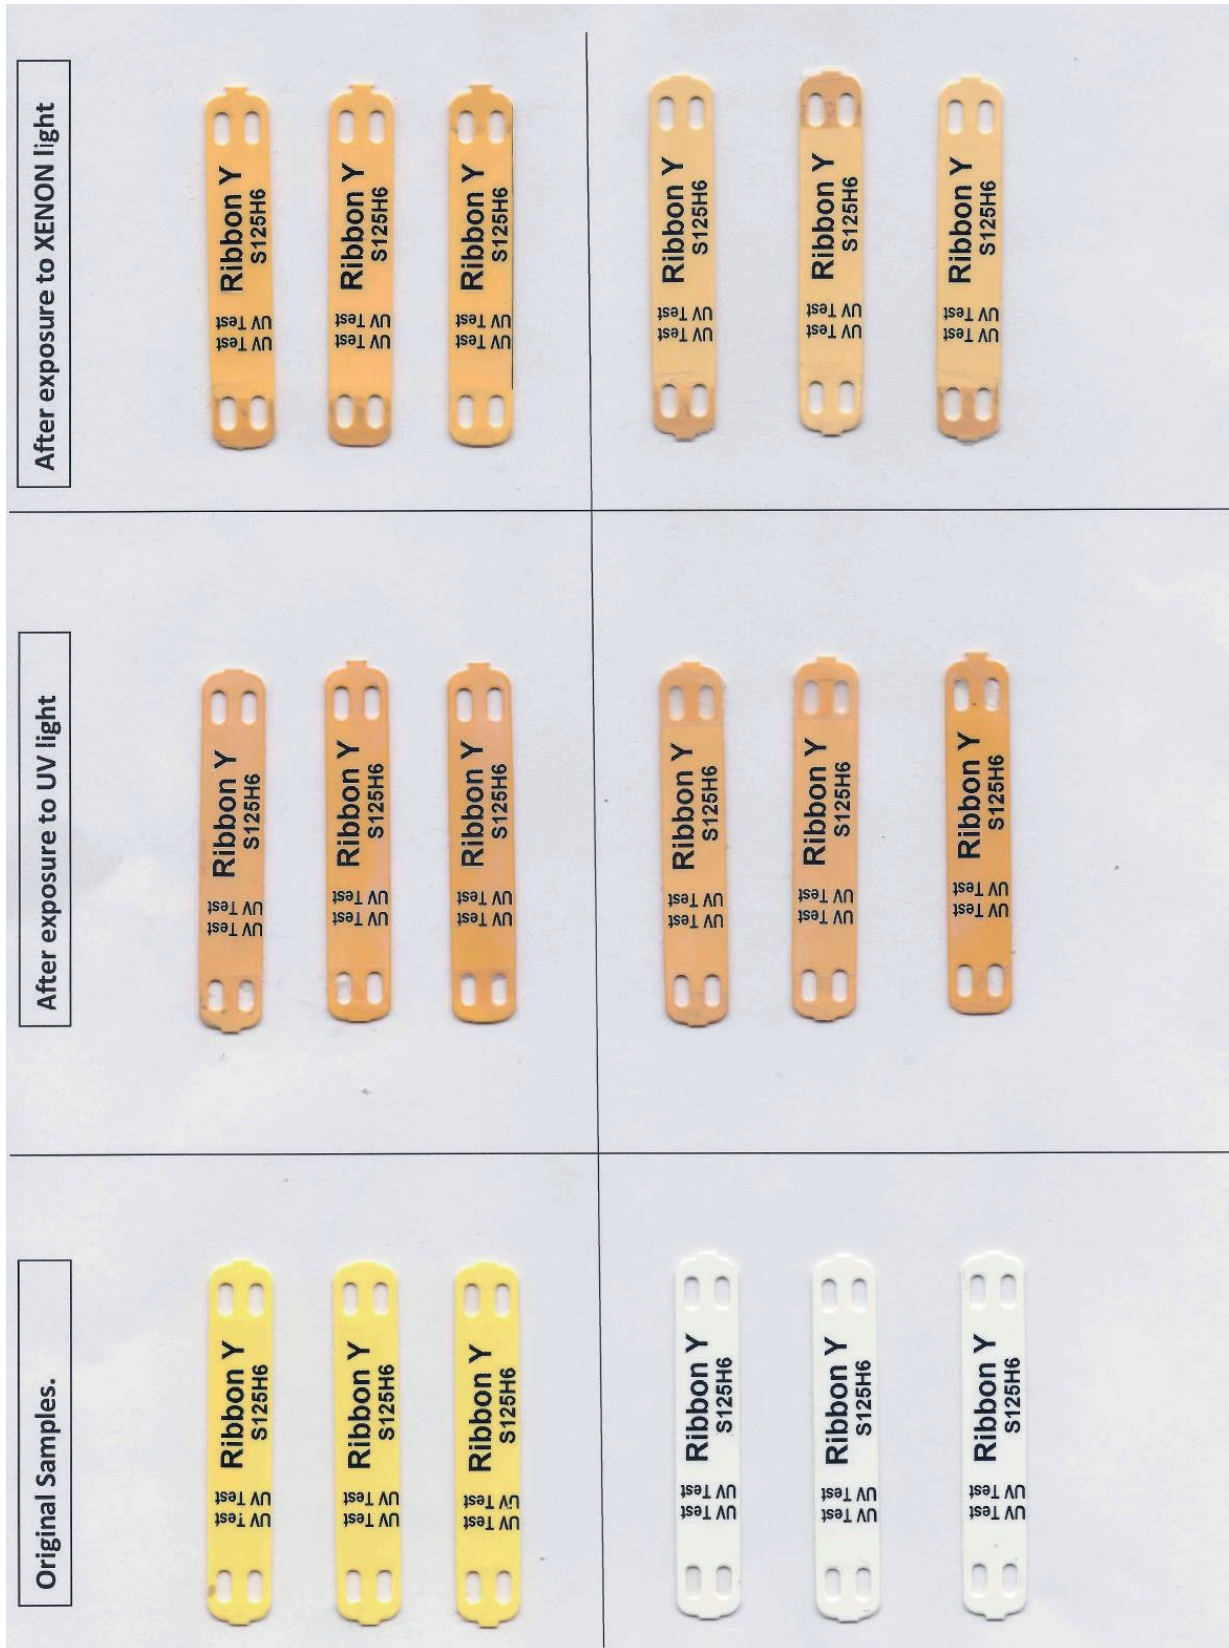 Original Samples.
UV Test
UV Test
Ribbon Y
S125H6
UV Test
UV Test
Ribbon Y
S125H6
UV Test
UV Test
Ribbon Y
S125H6
UV Test
UV Test
Ribbon Y
S125H6
UV Test
UV Test
Ribbon Y
S125H6
UV Test
UV Test
Ribbon Y
S125H6
After exposure to UV light
UV Test
UV Test
Ribbon Y
S125H6
UV Test
UV Test
Ribbon Y
S125H6
UV Test
UV Test
Ribbon Y
S125H6
UV Test
UV Test
Ribbon Y
S125H6
UV Test
UV Test
Ribbon Y
S125H6
UV Test
UV Test
Ribbon Y
S125H6
After exposure to XENON light
UV Test
UV Test
Ribbon Y
S125H6
UV Test
UV Test
Ribbon Y
S125H6
UV Test
UV Test
Ribbon Y
S125H6
UV Test
UV Test
Ribbon Y
S125H6
UV Test
UV Test
Ribbon Y
S125H6
UV Test
UV Test
Ribbon Y
S125H6